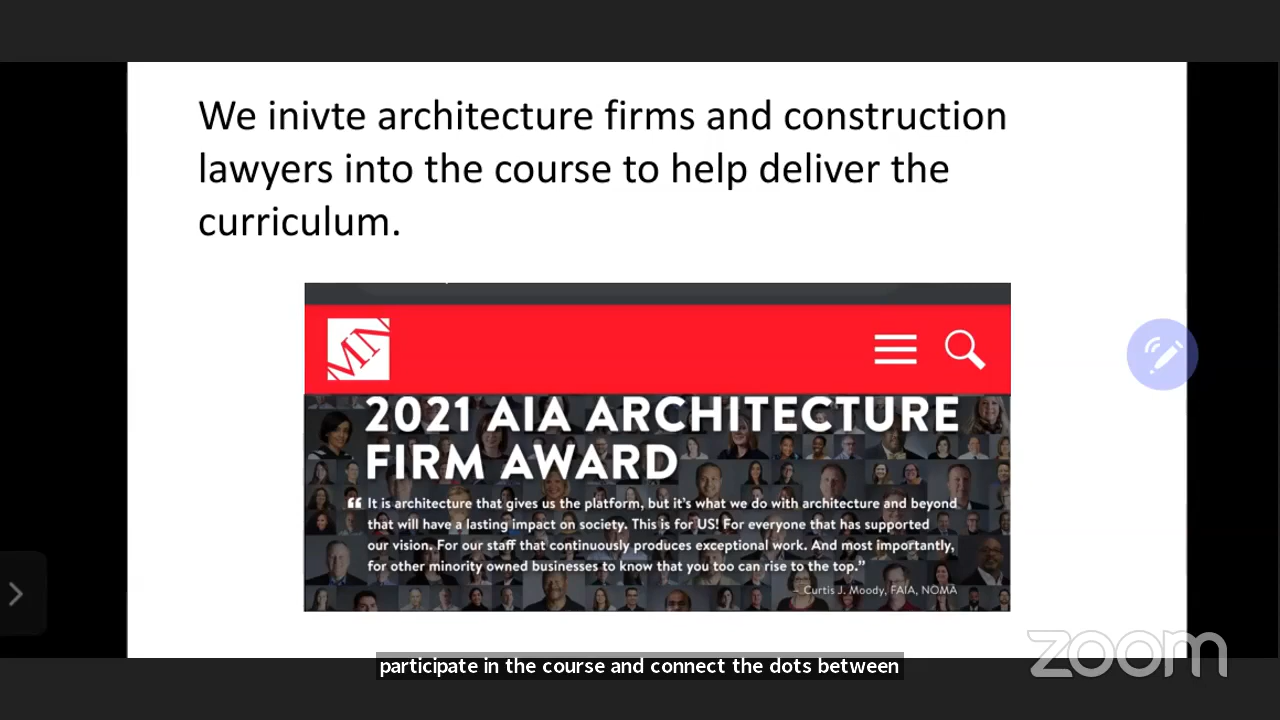 We inivte architecture firms and construction
lawyers into the course to help deliver the
curriculum.
MN
2021 AIA ARCHITECTURE
FIRM AWARD
“ It is architecture that gives us the platform, but it’s what we do with architecture and beyond
that will have a lasting impact on society. This is for US! For everyone that has supported
our vision. For our staff that continuously produces exceptional work. And most importantly,
for other minority owned businesses to know that you too can rise to the top.”
– Curtis J. Moody, FAIA, NOMA
participate in the course and connect the dots between
zoom